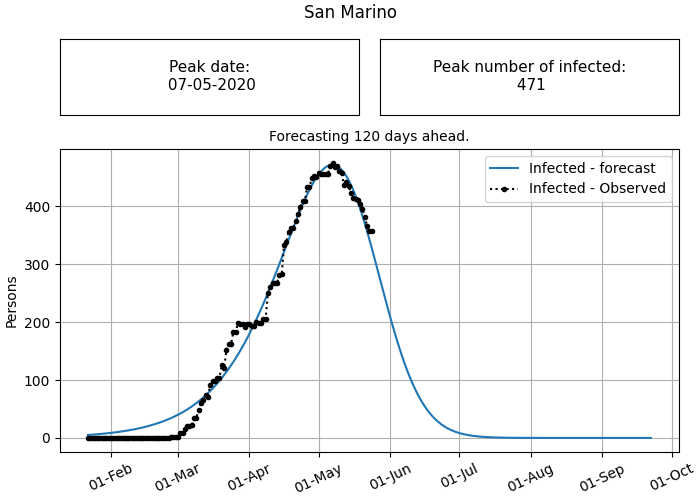 San Marino
Peak date:
07-05-2020
Peak number of infected:
471
Forecasting 120 days ahead.
Infected - forecast
Infected - Observed
Persons
400
300
200
100
0
01-Feb
01-Mar
01-Apr
01-May
01-Jun
01-Jul
01-Aug
01-Sep
01-Oct